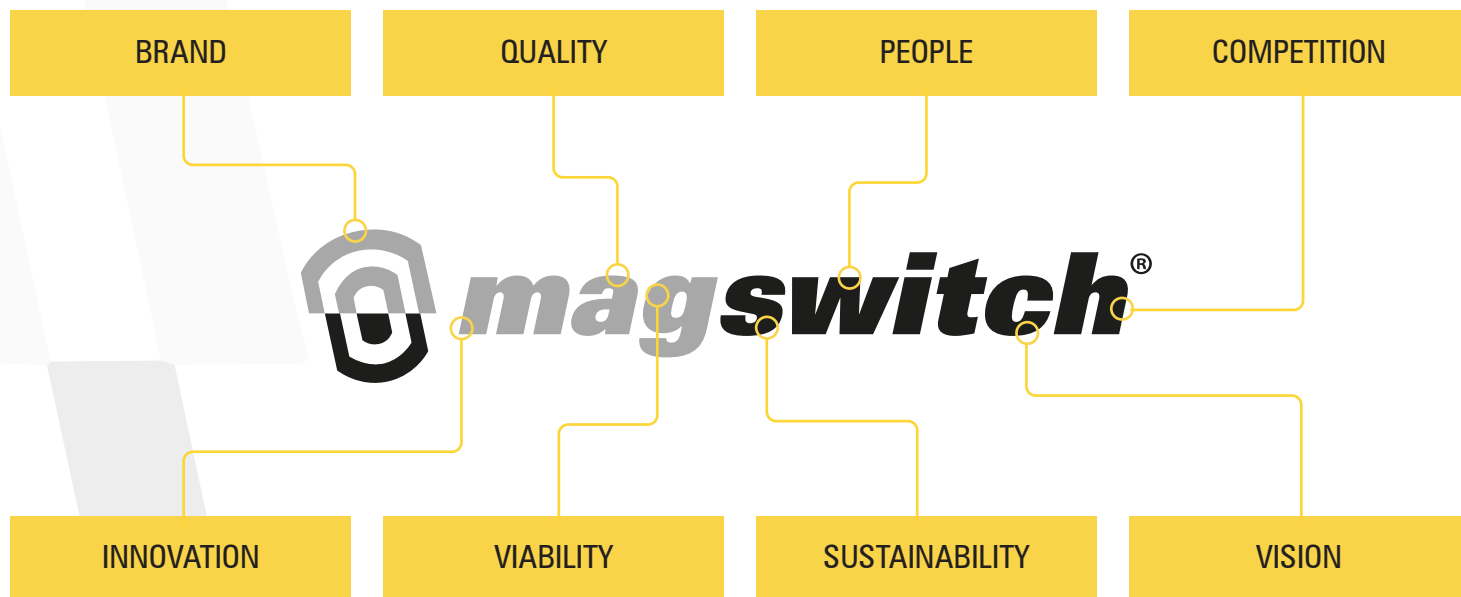 BRAND
QUALITY
PEOPLE
COMPETITION
magswitch®
INNOVATION
VIABILITY
SUSTAINABILITY
VISION